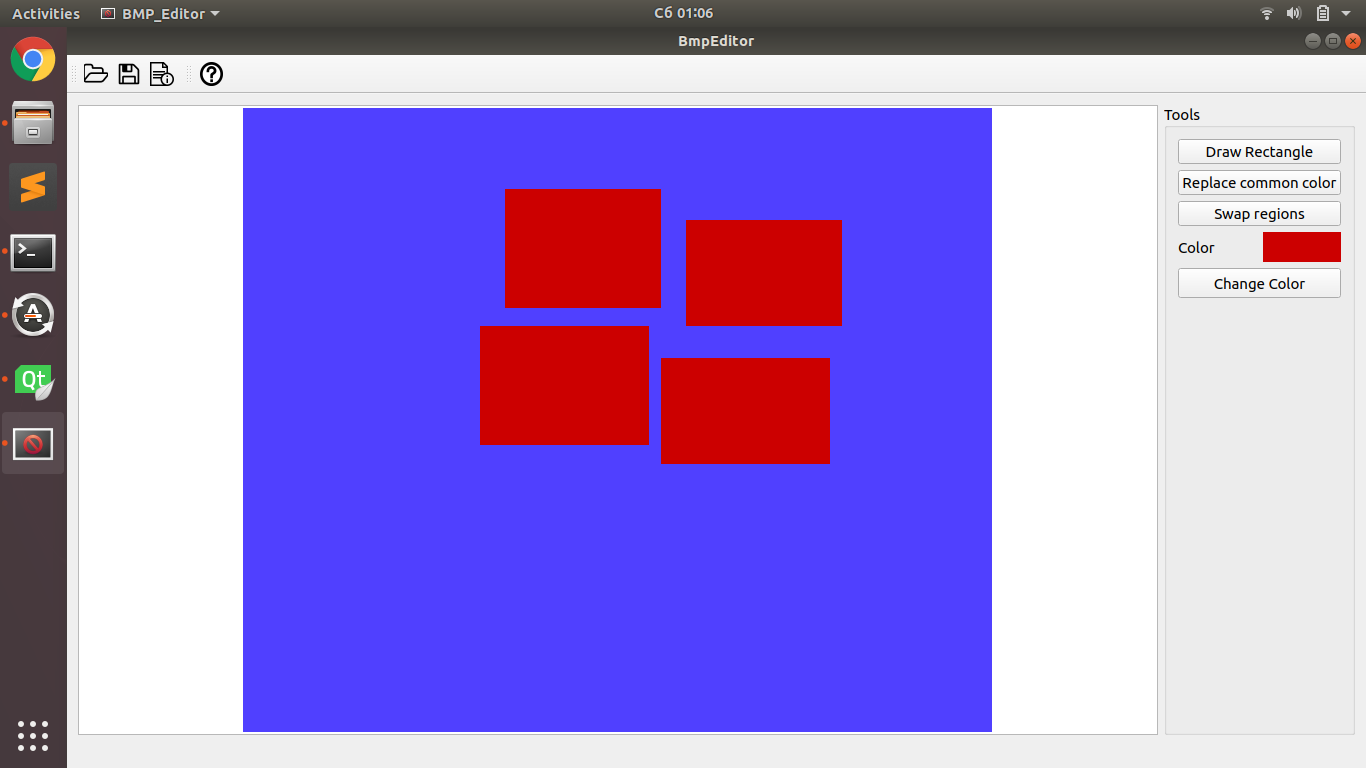 Activities
BMP_Editor
Сб 01:06
BmpEditor
Tools
Draw Rectangle
Replace common color
Swap regions
Color
Change Color
Qt